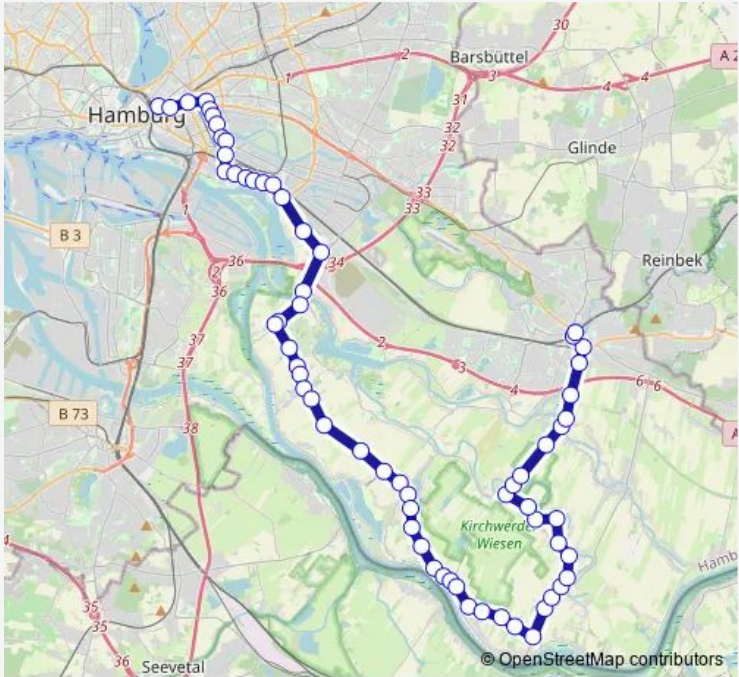 30
2
Barsbüttel
A 2
1
3
4
4
31
Hamburg
32
32
Glinde
33
33
1
B 3
36
34
Reinbek
2
36
37
2
37
3
4
6
6
B 73
38
A
Kirchwerder
Wiesen
4
Hamb
35
35
36
Seevetal
© OpenStreetMap contributors